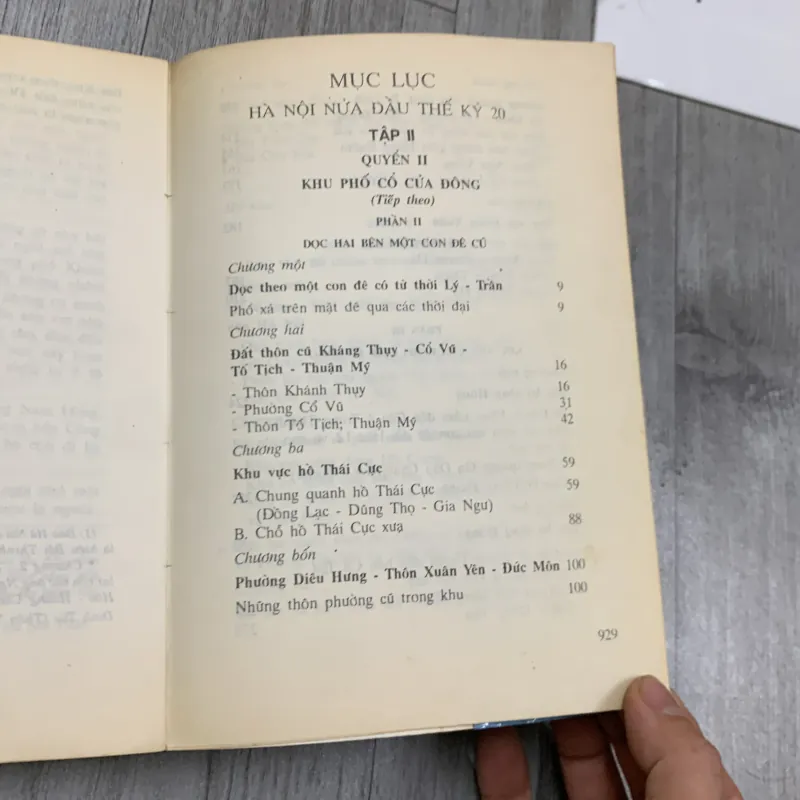 MỤC LỤC
HÀ NỘI NỬA ĐẦU THẾ KỶ 20
TẬP II
QUYỂN II
KHU PHỐ CỔ CỬA ĐÔNG
(Tiếp theo)
PHẦN II
DỌC HAI BÊN MỘT CON ĐÊ CŨ
Chương một
Dọc theo một con đê có từ thời Lý - Trần 9
Phố xá trên mặt đê qua các thời đại 9
Chương hai
Đất thôn cũ Kháng Thụy - Cổ Vũ -
Tố Tịch - Thuận Mỹ 16
- Thôn Khánh Thụy 16
- Phường Cổ Vũ 31
- Thôn Tố Tịch; Thuận Mỹ 42
Chương ba
Khu vực hồ Thái Cực 59
A. Chung quanh hồ Thái Cực 59
(Đồng Lạc - Dũng Thọ - Gia Ngư)
B. Chỗ hồ Thái Cực xưa 88
Chương bốn
Phường Diên Hưng - Thôn Xuân Yên - Đức Môn 100
Những thôn phường cũ trong khu 100
929